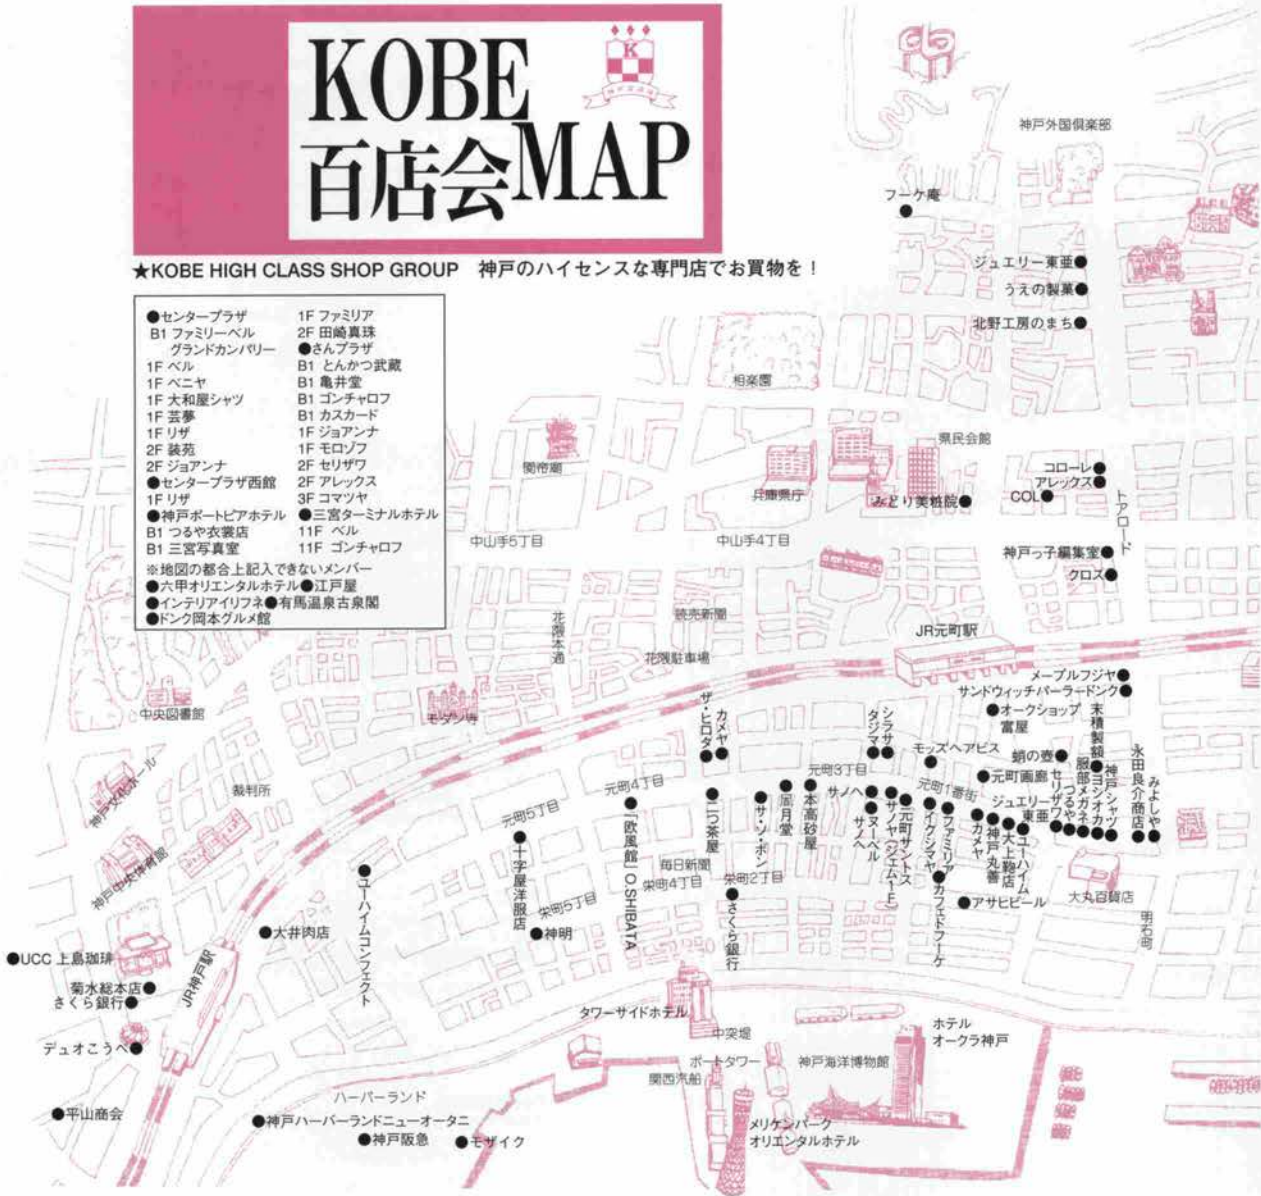 KOBE
百店会MAP
K
★KOBE HIGH CLASS SHOP GROUP 神戸のハイセンスな専門店でお買物を！
●センタープラザ
B1 ファミリーベル
グランドカンパリー
1F ベル
1F ベニヤ
1F 大和屋シャツ
1F 芸夢
1F リザ
2F 装苑
2F ジョアンナ
●センタープラザ西館
1F リザ
●神戸ポートピアホテル
B1 つるや衣裳店
B1 三宮写真室
1F ファミリア
2F 田崎真珠
●さんプラザ
B1 とんかつ武蔵
B1 亀井堂
B1 ゴンチャロフ
B1 カスカード
1F ジョアンナ
1F モロゾフ
2F セリザワ
2F アレックス
3F コマツヤ
●三宮ターミナルホテル
11F ベル
11F ゴンチャロフ
※地図の都合上記入できないメンバー
●六甲オリエンタルホテル●江戸屋
●インテリアイリフネ●有馬温泉古泉閣
●ドンク岡本グルメ館
神戸外国倶楽部
フーケ庵
ジュエリー東亜●
うえの製菓●
北野工房のまち●
相楽園
関帝廟
兵庫県庁
県民会館
みどり美粧院●
コローレ●
アレックス●
COL●
トアロード
中山手5丁目
中山手4丁目
神戸っ子編集室●
クロス●
花隈本通
読売新聞
花隈駐車場
JR元町駅
中央図書館
モダン寺
メープルフジヤ●
サンドウィッチパーラードンク●
●オークショップ
富屋
末積製額
ザ・ヒロタ
カメヤ
タジマ
シラサ
モッズヘアビス
蛸の壺●
●元町画廊
永田良介商店
みよしや
神戸文化ホール
裁判所
元町5丁目
元町4丁目
元町3丁目
元町1番街
ジュエリー
東亜
セリザワ
つるや
服部メガネ
ヨシオカ
神戸シャツ
十字屋洋服店
「欧風館」O.SHIBATA
二つ茶屋
ザ・ソ・ボン
風月堂
本高砂屋
サノへ
ヌーベル
サノへ
サノヤ(ジェム1F)
元町サントス
ファミリア
カメヤ
神戸丸善
大上鞄店
ユーハイム
カフェドフーケ
●アサヒビール
大丸百貨店
明石町
毎日新聞
栄町5丁目
栄町4丁目
栄町2丁目
●さくら銀行
●神明
神戸中央体育館
ユーハイムコンフェクト
●大井肉店
●UCC 上島珈琲
JR神戸駅
菊水総本店●
さくら銀行●
デュオこうべ
●平山商会
タワーサイドホテル
中突堤
ポートタワー
関西汽船
神戸海洋博物館
ホテル
オークラ神戸
メリケンパーク
オリエンタルホテル
ハーバーランド
●神戸ハーバーランドニューオータニ
●神戸阪急
●モザイク